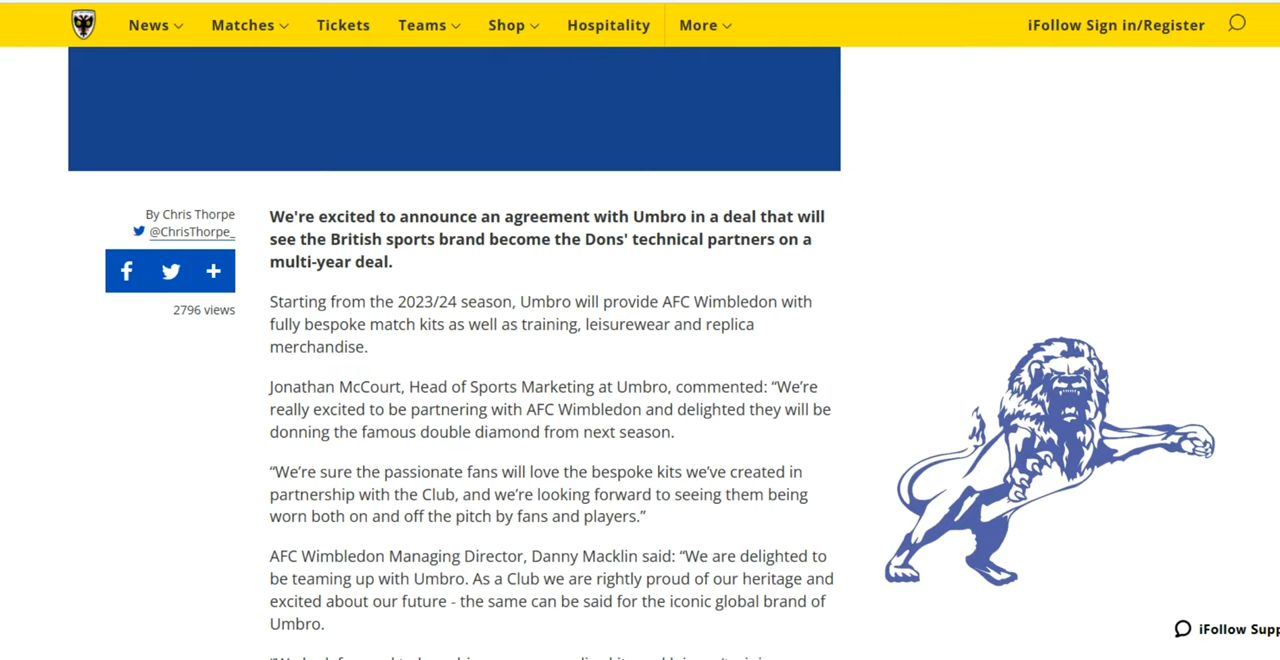 News Matches Tickets Teams Shop Hospitality More iFollow Sign in/Register
By Chris Thorpe
@ChrisThorpe_
2796 views
We're excited to announce an agreement with Umbro in a deal that will
see the British sports brand become the Dons' technical partners on a
multi-year deal.
Starting from the 2023/24 season, Umbro will provide AFC Wimbledon with
fully bespoke match kits as well as training, leisurewear and replica
merchandise.
Jonathan McCourt, Head of Sports Marketing at Umbro, commented: “We’re
really excited to be partnering with AFC Wimbledon and delighted they will be
donning the famous double diamond from next season.
“We’re sure the passionate fans will love the bespoke kits we’ve created in
partnership with the Club, and we’re looking forward to seeing them being
worn both on and off the pitch by fans and players.”
AFC Wimbledon Managing Director, Danny Macklin said: “We are delighted to
be teaming up with Umbro. As a Club we are rightly proud of our heritage and
excited about our future - the same can be said for the iconic global brand of
Umbro.
iFollow Supp